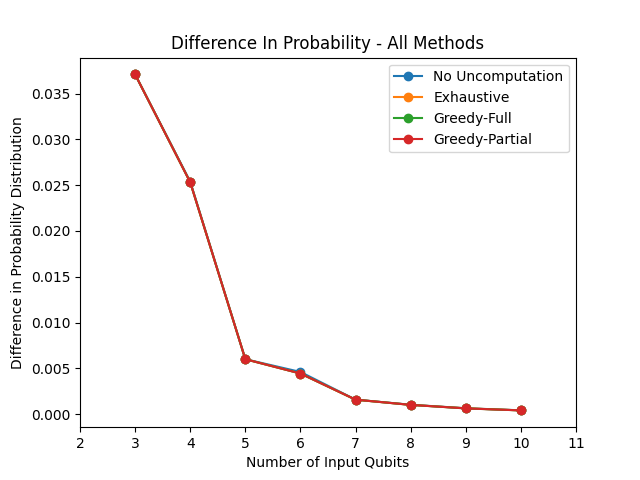 Difference In Probability - All Methods
No Uncomputation
Exhaustive
Greedy-Full
Greedy-Partial
Difference in Probability Distribution
0.035
0.030
0.025
0.020
0.015
0.010
0.005
0.000
2 3 4 5 6 7 8 9 10 11
Number of Input Qubits